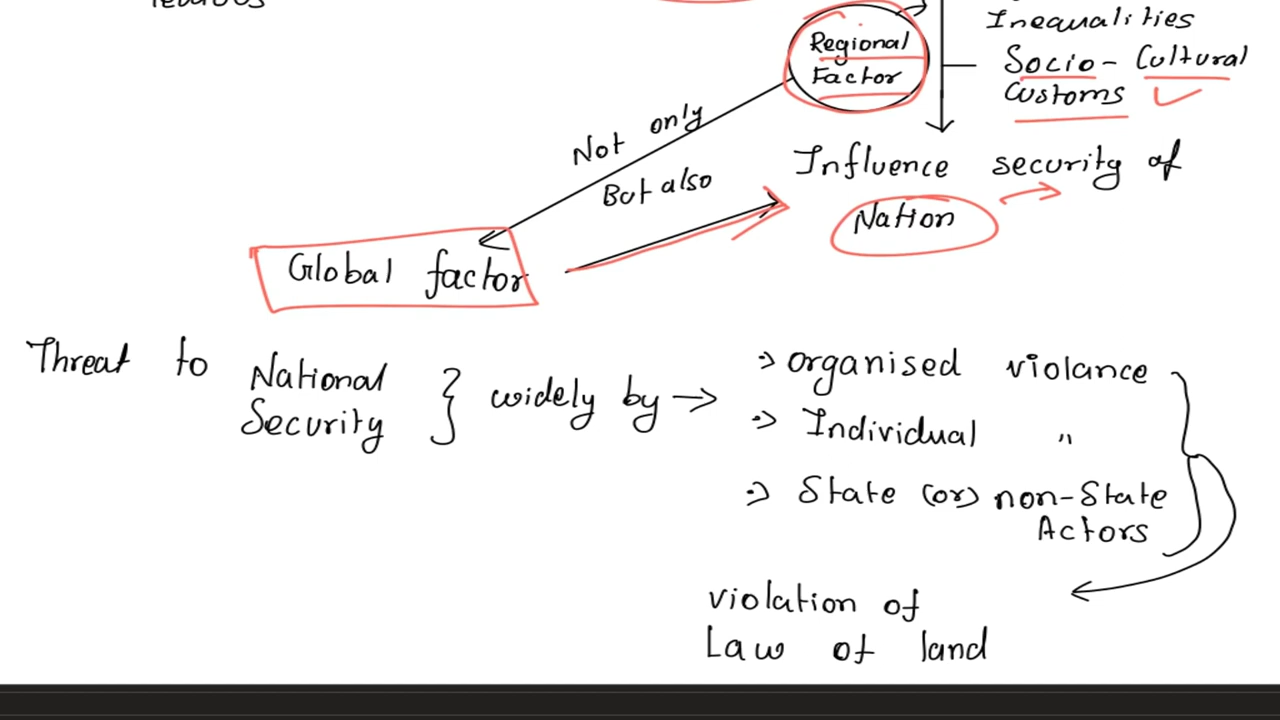 Inequalities
Regional
Factor
Socio- Cultural
Customs
Not only
But also
Influence security of
Nation
Global factor
Threat to National
Security } widely by →
⇒ organised violance
⇒ Individual "
⇒ State (or) non-State
Actors
violation of
Law of land